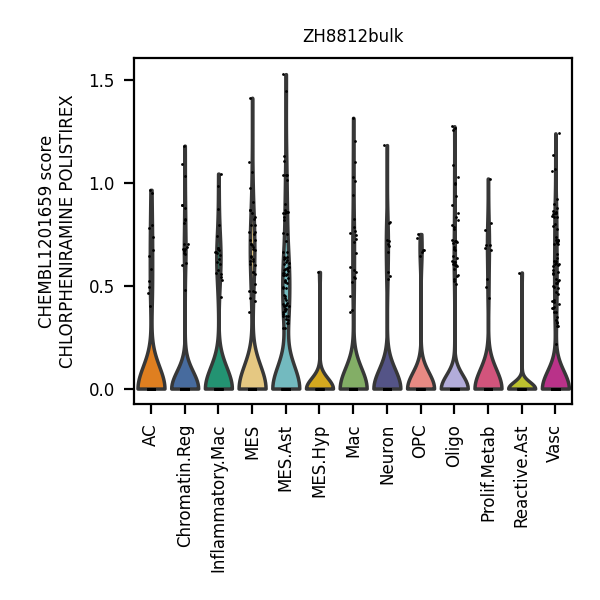 ZH8812bulk
CHEMBL1201659 score
CHLORPHENIRAMINE POLISTIREX
1.5
1.0
0.5
0.0
AC
Chromatin.Reg
Inflammatory.Mac
MES
MES.Ast
MES.Hyp
Mac
Neuron
OPC
Oligo
Prolif.Metab
Reactive.Ast
Vasc